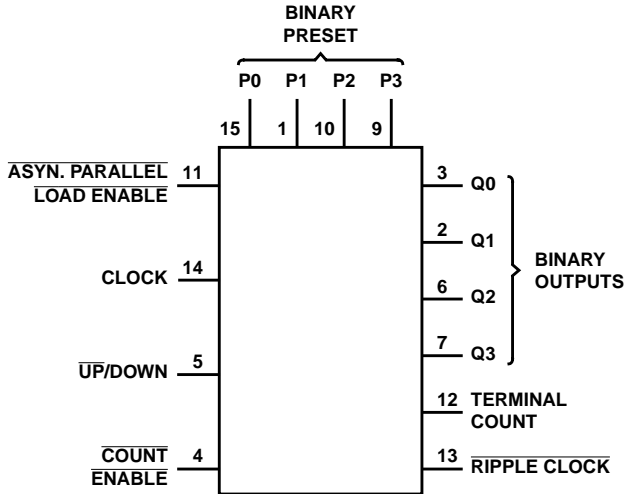 BINARY
PRESET
P0 P1 P2 P3
15 1 10 9
ASYN. PARALLEL 11
LOAD ENABLE
CLOCK 14
UP/DOWN 5
COUNT 4
ENABLE
3 Q0
2 Q1
6 Q2
7 Q3
BINARY
OUTPUTS
12 TERMINAL
COUNT
13 RIPPLE CLOCK